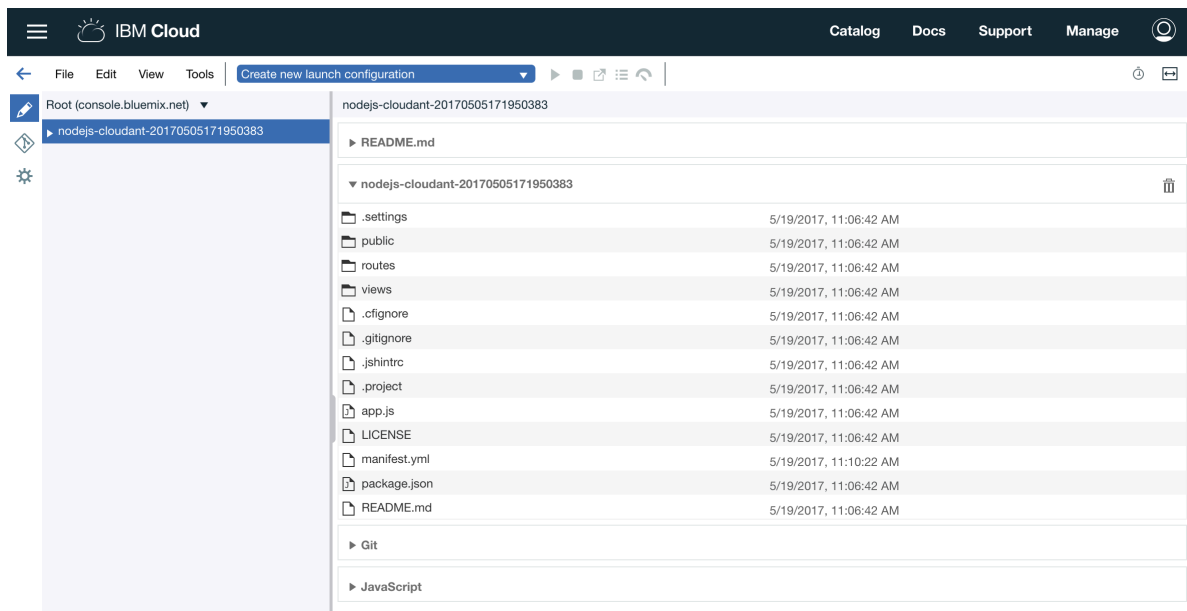 IBM Cloud Catalog Docs Support Manage
File Edit View Tools Create new launch configuration
Root (console.bluemix.net) nodejs-cloudant-20170505171950383
nodejs-cloudant-20170505171950383
README.md
nodejs-cloudant-20170505171950383
.settings 5/19/2017, 11:06:42 AM
public 5/19/2017, 11:06:42 AM
routes 5/19/2017, 11:06:42 AM
views 5/19/2017, 11:06:42 AM
.cfignore 5/19/2017, 11:06:42 AM
.gitignore 5/19/2017, 11:06:42 AM
.jshintrc 5/19/2017, 11:06:42 AM
.project 5/19/2017, 11:06:42 AM
app.js 5/19/2017, 11:06:42 AM
LICENSE 5/19/2017, 11:06:42 AM
manifest.yml 5/19/2017, 11:10:22 AM
package.json 5/19/2017, 11:06:42 AM
README.md 5/19/2017, 11:06:42 AM
Git
JavaScript